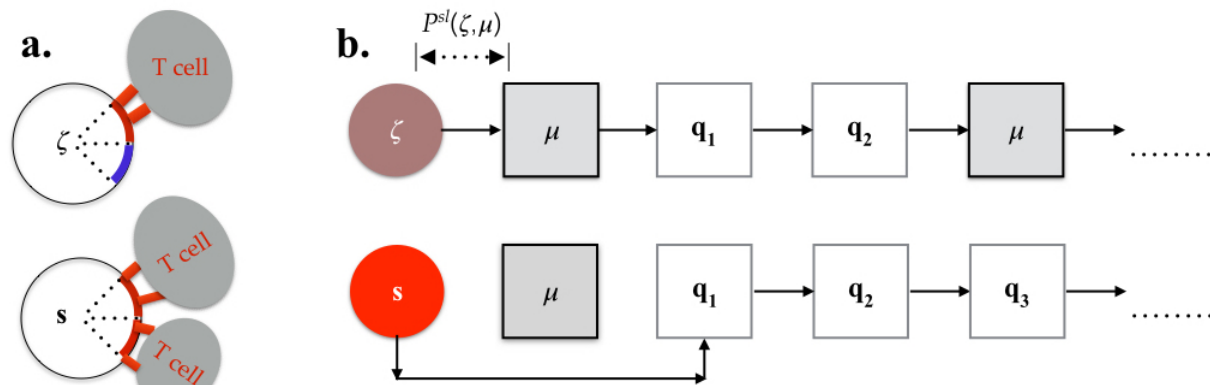 a.
T cell
ζ
T cell
s
T cell
b.
P^{sl}(ζ,μ)
ζ μ q₁ q₂ μ ........
s μ q₁ q₂ q₃ ........